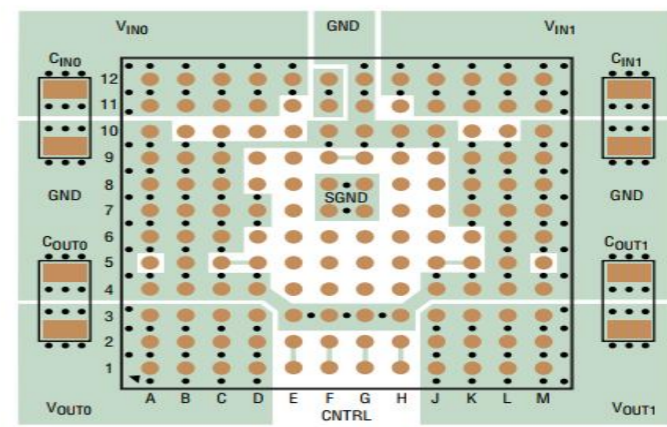 VIN0 GND VIN1
CIN0 CIN1
12
11
10
9
8
SGND
GND GND
7
6
COUT0 COUT1
5
4
3
2
1
A B C D E F G H J K L M
VOUT0 CNTRL VOUT1